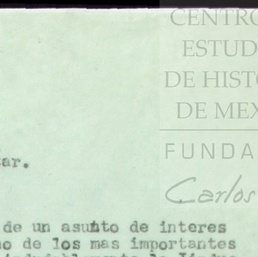 CENTRO
ESTUD
DE HISTO
DE MEX
FUNDA
Carlos
ar.
de un asunto de interes
o de los mas importantes